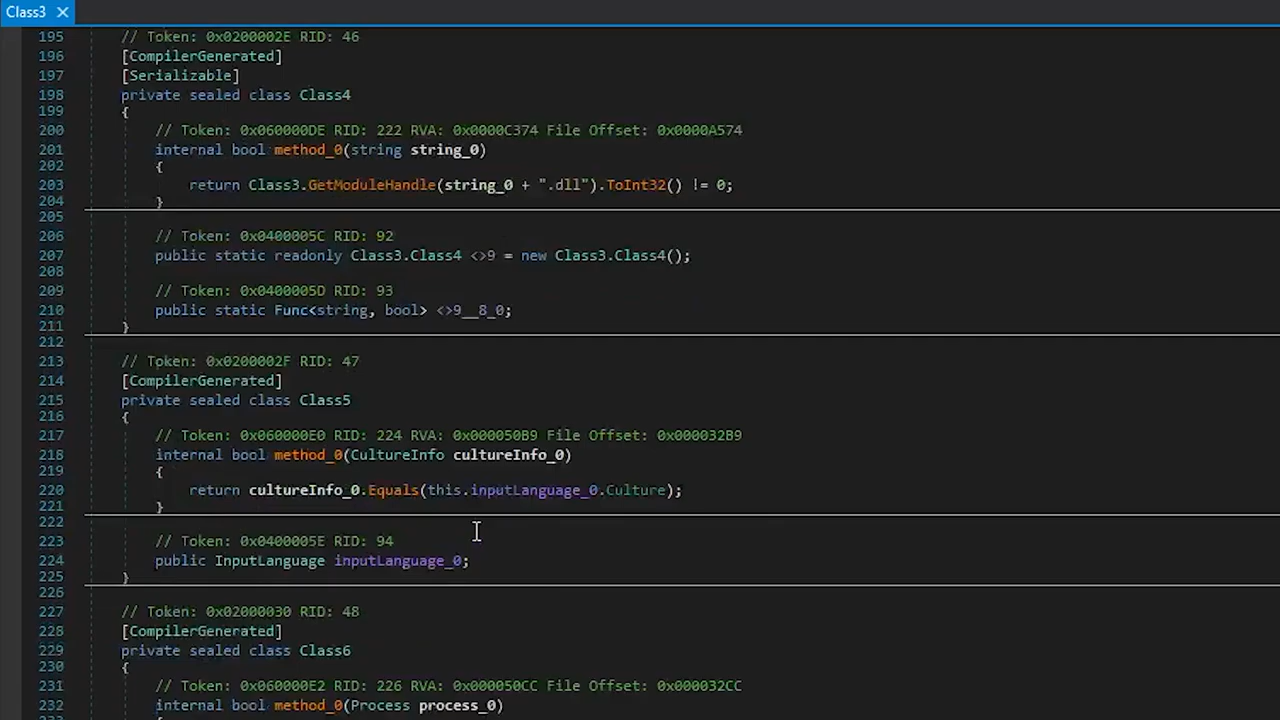 Class3 ✕
195 // Token: 0x0200002E RID: 46
196 [CompilerGenerated]
197 [Serializable]
198 private sealed class Class4
199 {
200 // Token: 0x060000DE RID: 222 RVA: 0x0000C374 File Offset: 0x0000A574
201 internal bool method_0(string string_0)
202 {
203 return Class3.GetModuleHandle(string_0 + ".dll").ToInt32() != 0;
204 }
205
206 // Token: 0x0400005C RID: 92
207 public static readonly Class3.Class4 <>9 = new Class3.Class4();
208
209 // Token: 0x0400005D RID: 93
210 public static Func<string, bool> <>9__8_0;
211 }
212
213 // Token: 0x0200002F RID: 47
214 [CompilerGenerated]
215 private sealed class Class5
216 {
217 // Token: 0x060000E0 RID: 224 RVA: 0x000050B9 File Offset: 0x000032B9
218 internal bool method_0(CultureInfo cultureInfo_0)
219 {
220 return cultureInfo_0.Equals(this.inputLanguage_0.Culture);
221 }
222
223 // Token: 0x0400005E RID: 94
224 public InputLanguage inputLanguage_0;
225 }
226
227 // Token: 0x02000030 RID: 48
228 [CompilerGenerated]
229 private sealed class Class6
230 {
231 // Token: 0x060000E2 RID: 226 RVA: 0x000050CC File Offset: 0x000032CC
232 internal bool method_0(Process process_0)